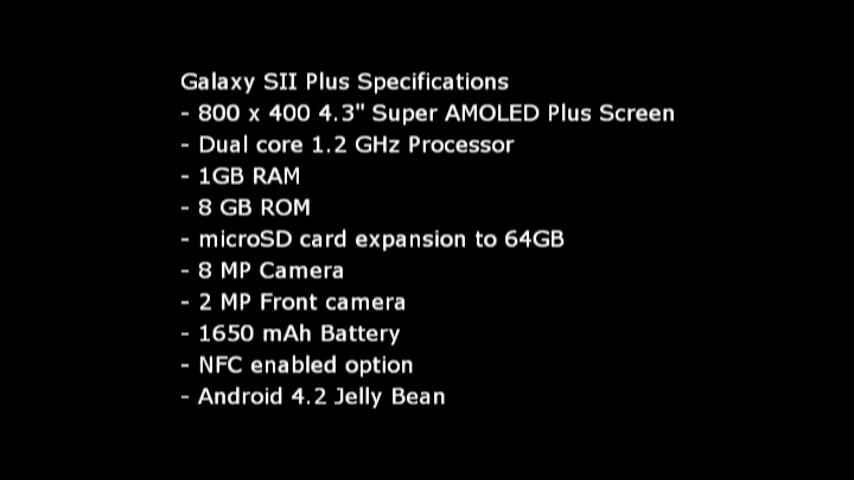 Galaxy SII Plus Specifications
- 800 x 400 4.3" Super AMOLED Plus Screen
- Dual core 1.2 GHz Processor
- 1GB RAM
- 8 GB ROM
- microSD card expansion to 64GB
- 8 MP Camera
- 2 MP Front camera
- 1650 mAh Battery
- NFC enabled option
- Android 4.2 Jelly Bean